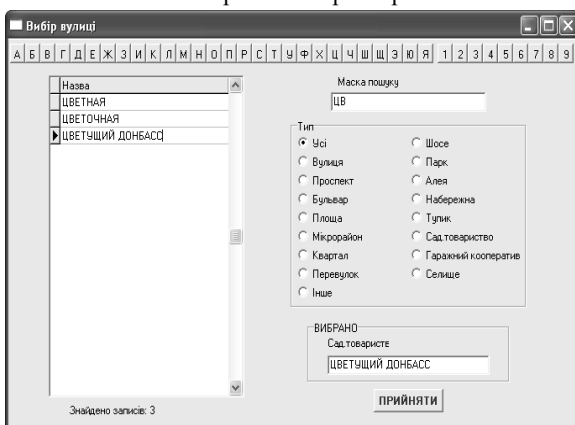 Вибір вулиці
А Б В Г Д Е Ж З И К Л М Н О П Р С Т У Ф Х Ц Ч Ш Щ Э Ю Я 1 2 3 4 5 6 7 8 9
Назва
ЦВЕТНАЯ
ЦВЕТОЧНАЯ
ЦВЕТУЩИЙ ДОНБАСС
Знайдено записів: 3
Маска пошуку
ЦВ
Тип
Усі
Вулиця
Проспект
Бульвар
Площа
Мікрорайон
Квартал
Перевулок
Інше
Шосе
Парк
Алея
Набережна
Тупик
Сад.товариство
Гаражний кооператив
Селище
ВИБРАНО
Сад.товаристе
ЦВЕТУЩИЙ ДОНБАСС
ПРИЙНЯТИ